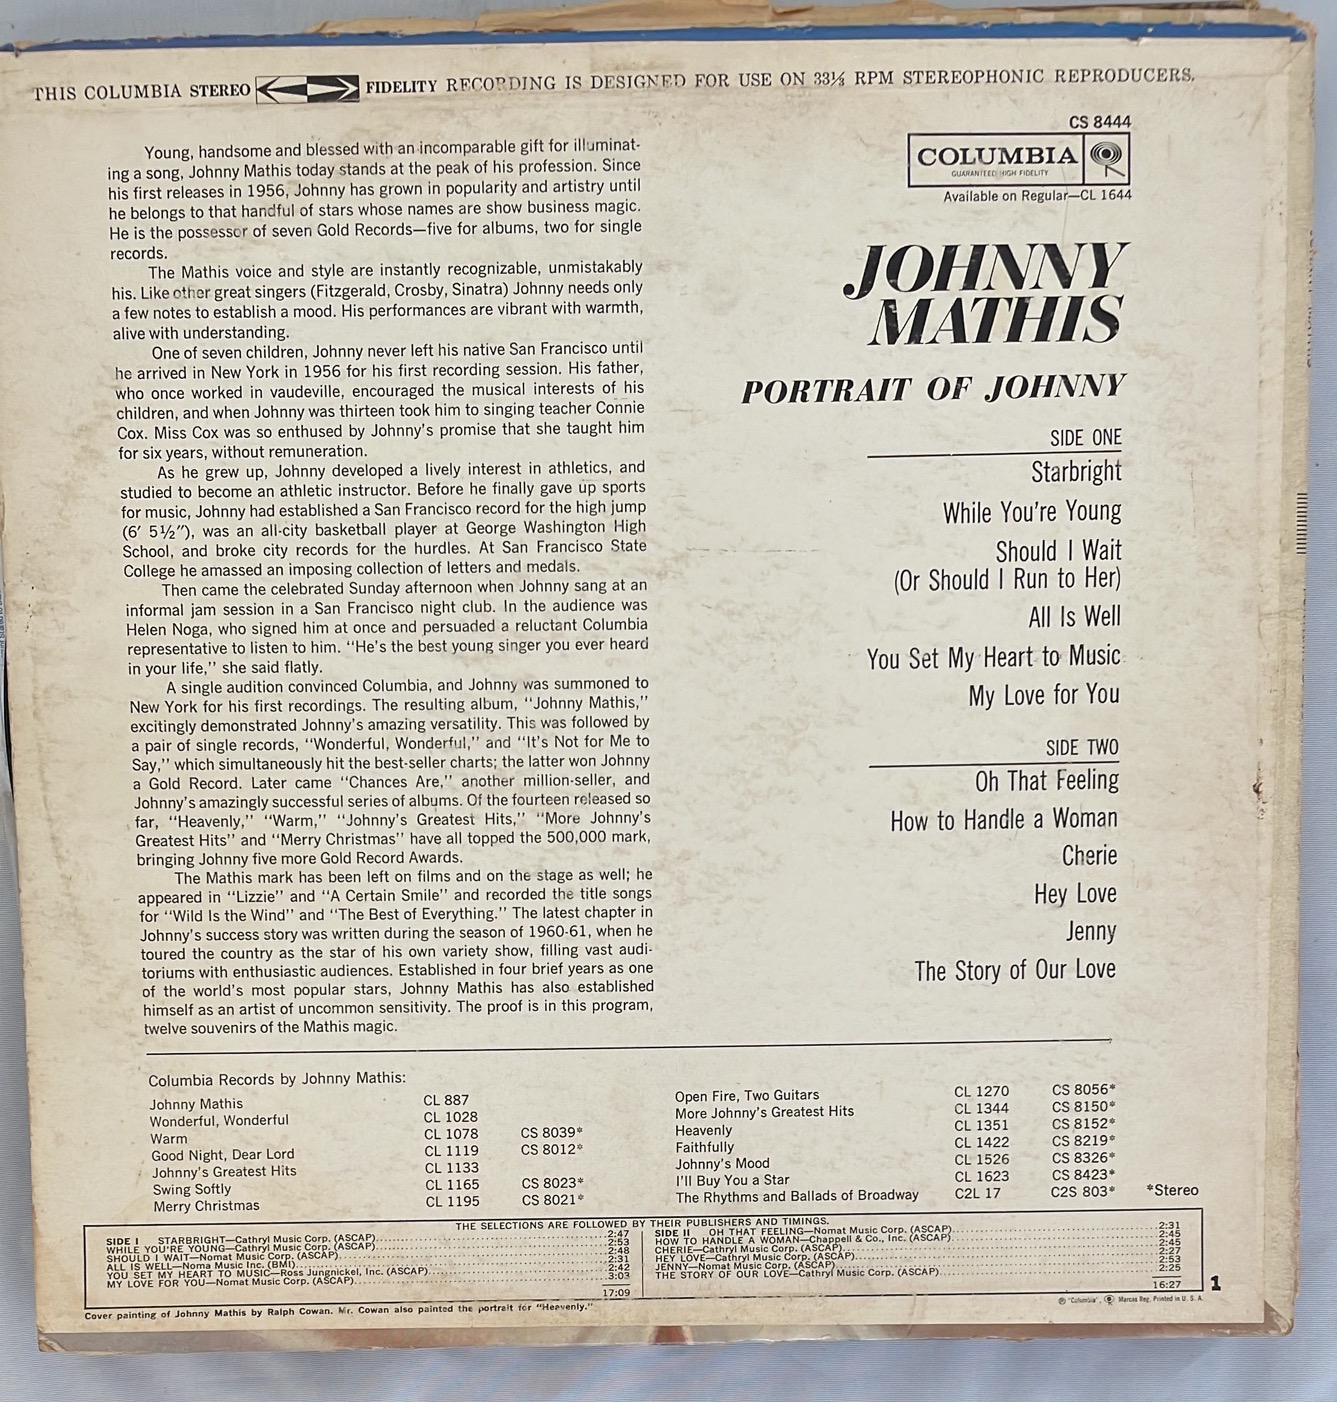 THIS COLUMBIA STEREO FIDELITY RECORDING IS DESIGNED FOR USE ON 33⅓ RPM STEREOPHONIC REPRODUCERS.
Young, handsome and blessed with an incomparable gift for illuminat-
ing a song, Johnny Mathis today stands at the peak of his profession. Since
his first releases in 1956, Johnny has grown in popularity and artistry until
he belongs to that handful of stars whose names are show business magic.
He is the possessor of seven Gold Records—five for albums, two for single
records.
The Mathis voice and style are instantly recognizable, unmistakably
his. Like other great singers (Fitzgerald, Crosby, Sinatra) Johnny needs only
a few notes to establish a mood. His performances are vibrant with warmth,
alive with understanding.
One of seven children, Johnny never left his native San Francisco until
he arrived in New York in 1956 for his first recording session. His father,
who once worked in vaudeville, encouraged the musical interests of his
children, and when Johnny was thirteen took him to singing teacher Connie
Cox. Miss Cox was so enthused by Johnny's promise that she taught him
for six years, without remuneration.
As he grew up, Johnny developed a lively interest in athletics, and
studied to become an athletic instructor. Before he finally gave up sports
for music, Johnny had established a San Francisco record for the high jump
(6′ 5½″), was an all-city basketball player at George Washington High
School, and broke city records for the hurdles. At San Francisco State
College he amassed an imposing collection of letters and medals.
Then came the celebrated Sunday afternoon when Johnny sang at an
informal jam session in a San Francisco night club. In the audience was
Helen Noga, who signed him at once and persuaded a reluctant Columbia
representative to listen to him. "He's the best young singer you ever heard
in your life," she said flatly.
A single audition convinced Columbia, and Johnny was summoned to
New York for his first recordings. The resulting album, "Johnny Mathis,"
excitingly demonstrated Johnny's amazing versatility. This was followed by
a pair of single records, "Wonderful, Wonderful," and "It's Not for Me to
Say," which simultaneously hit the best-seller charts; the latter won Johnny
a Gold Record. Later came "Chances Are," another million-seller, and
Johnny's amazingly successful series of albums. Of the fourteen released so
far, "Heavenly," "Warm," "Johnny's Greatest Hits," "More Johnny's
Greatest Hits" and "Merry Christmas" have all topped the 500,000 mark,
bringing Johnny five more Gold Record Awards.
The Mathis mark has been left on films and on the stage as well; he
appeared in "Lizzie" and "A Certain Smile" and recorded the title songs
for "Wild Is the Wind" and "The Best of Everything." The latest chapter in
Johnny's success story was written during the season of 1960-61, when he
toured the country as the star of his own variety show, filling vast audi-
toriums with enthusiastic audiences. Established in four brief years as one
of the world's most popular stars, Johnny Mathis has also established
himself as an artist of uncommon sensitivity. The proof is in this program,
twelve souvenirs of the Mathis magic.
CS 8444
COLUMBIA
GUARANTEED HIGH FIDELITY
Available on Regular—CL 1644
JOHNNY
MATHIS
PORTRAIT OF JOHNNY
SIDE ONE
Starbright
While You're Young
Should I Wait
(Or Should I Run to Her)
All Is Well
You Set My Heart to Music
My Love for You
SIDE TWO
Oh That Feeling
How to Handle a Woman
Cherie
Hey Love
Jenny
The Story of Our Love
Columbia Records by Johnny Mathis:
Johnny Mathis CL 887
Wonderful, Wonderful CL 1028
Warm CL 1078 CS 8039*
Good Night, Dear Lord CL 1119 CS 8012*
Johnny's Greatest Hits CL 1133
Swing Softly CL 1165 CS 8023*
Merry Christmas CL 1195 CS 8021*
Open Fire, Two Guitars CL 1270 CS 8056*
More Johnny's Greatest Hits CL 1344 CS 8150*
Heavenly CL 1351 CS 8152*
Faithfully CL 1422 CS 8219*
Johnny's Mood CL 1526 CS 8326*
I'll Buy You a Star CL 1623 CS 8423*
The Rhythms and Ballads of Broadway C2L 17 C2S 803* *Stereo
THE SELECTIONS ARE FOLLOWED BY THEIR PUBLISHERS AND TIMINGS.
SIDE I STARBRIGHT—Cathryl Music Corp. (ASCAP) 2:47
WHILE YOU'RE YOUNG—Cathryl Music Corp. (ASCAP) 2:53
SHOULD I WAIT—Nomat Music Corp. (ASCAP) 2:48
ALL IS WELL—Noma Music Inc. (BMI) 2:31
YOU SET MY HEART TO MUSIC—Ross Jungnickel, Inc. (ASCAP) 2:42
MY LOVE FOR YOU—Nomat Music Corp. (ASCAP) 3:03
17:09
SIDE II OH THAT FEELING—Nomat Music Corp. (ASCAP) 2:31
HOW TO HANDLE A WOMAN—Chappell & Co., Inc. (ASCAP) 2:45
CHERIE—Cathryl Music Corp. (ASCAP) 2:45
HEY LOVE—Cathryl Music Corp. (ASCAP) 2:27
JENNY—Nomat Music Corp. (ASCAP) 2:53
THE STORY OF OUR LOVE—Cathryl Music Corp. (ASCAP) 2:25
16:27
1
Cover painting of Johnny Mathis by Ralph Cowan. Mr. Cowan also painted the portrait for "Heavenly."
℗ "Columbia", Marcas Reg. Printed in U. S. A.